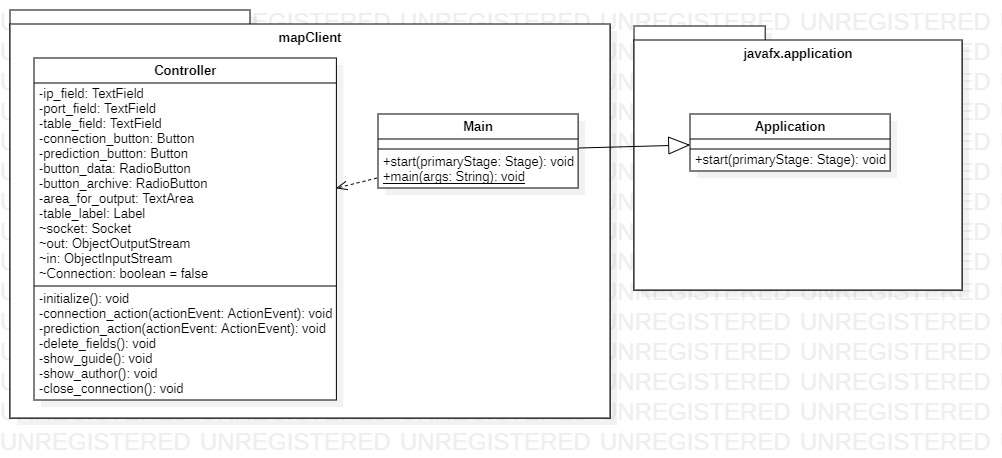 mapClient
Controller
-ip_field: TextField
-port_field: TextField
-table_field: TextField
-connection_button: Button
-prediction_button: Button
-button_data: RadioButton
-button_archive: RadioButton
-area_for_output: TextArea
-table_label: Label
~socket: Socket
~out: ObjectOutputStream
~in: ObjectInputStream
~Connection: boolean = false
-initialize(): void
-connection_action(actionEvent: ActionEvent): void
-prediction_action(actionEvent: ActionEvent): void
-delete_fields(): void
-show_guide(): void
-show_author(): void
-close_connection(): void
Main
+start(primaryStage: Stage): void
+main(args: String): void
javafx.application
Application
+start(primaryStage: Stage): void
UNREGISTERED UNREGISTERED UNREGISTERED UNREGISTERED UNREGISTERED